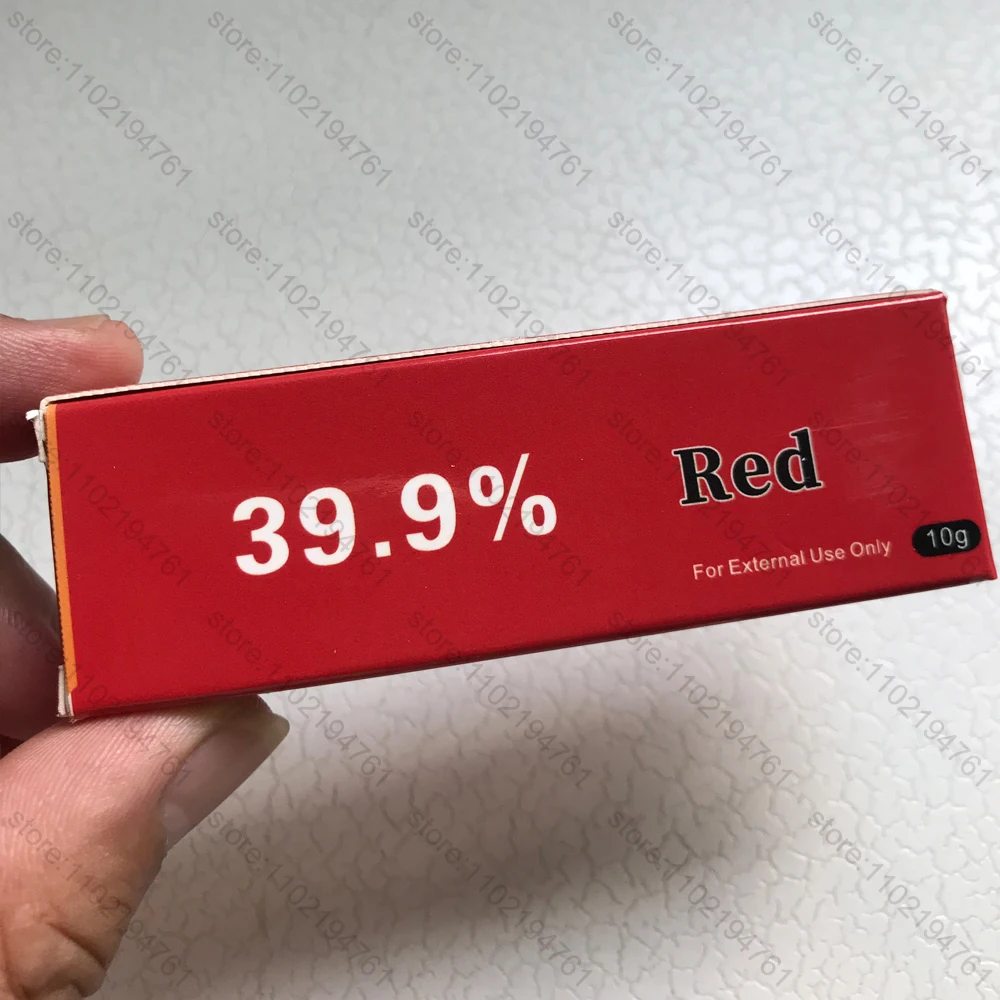 39.9%
Red
For External Use Only
10g
store:1102194761